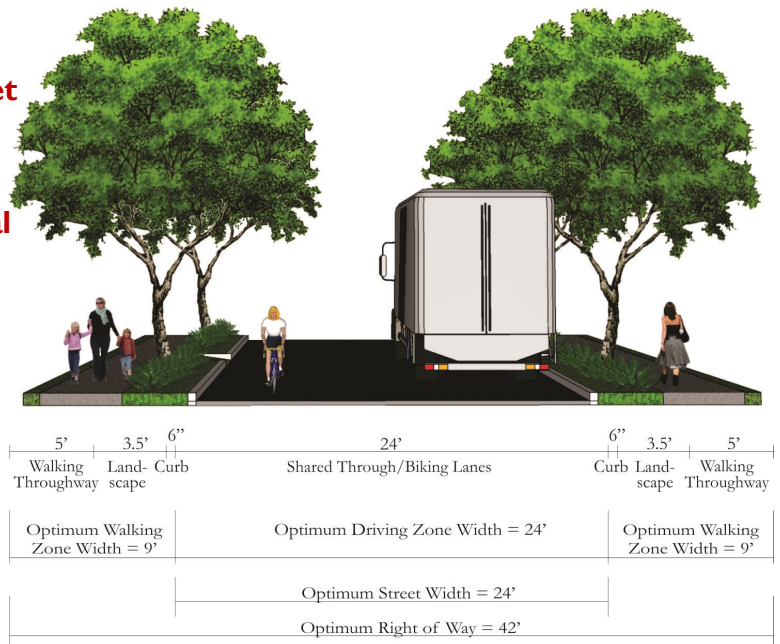 et
al
5’ 3.5’ 6” 24’ 6” 3.5’ 5’
Walking Throughway Land-scape Curb Shared Through/Biking Lanes Curb Land-scape Walking Throughway
Optimum Walking Zone Width = 9’ Optimum Driving Zone Width = 24’ Optimum Walking Zone Width = 9’
Optimum Street Width = 24’
Optimum Right of Way = 42’